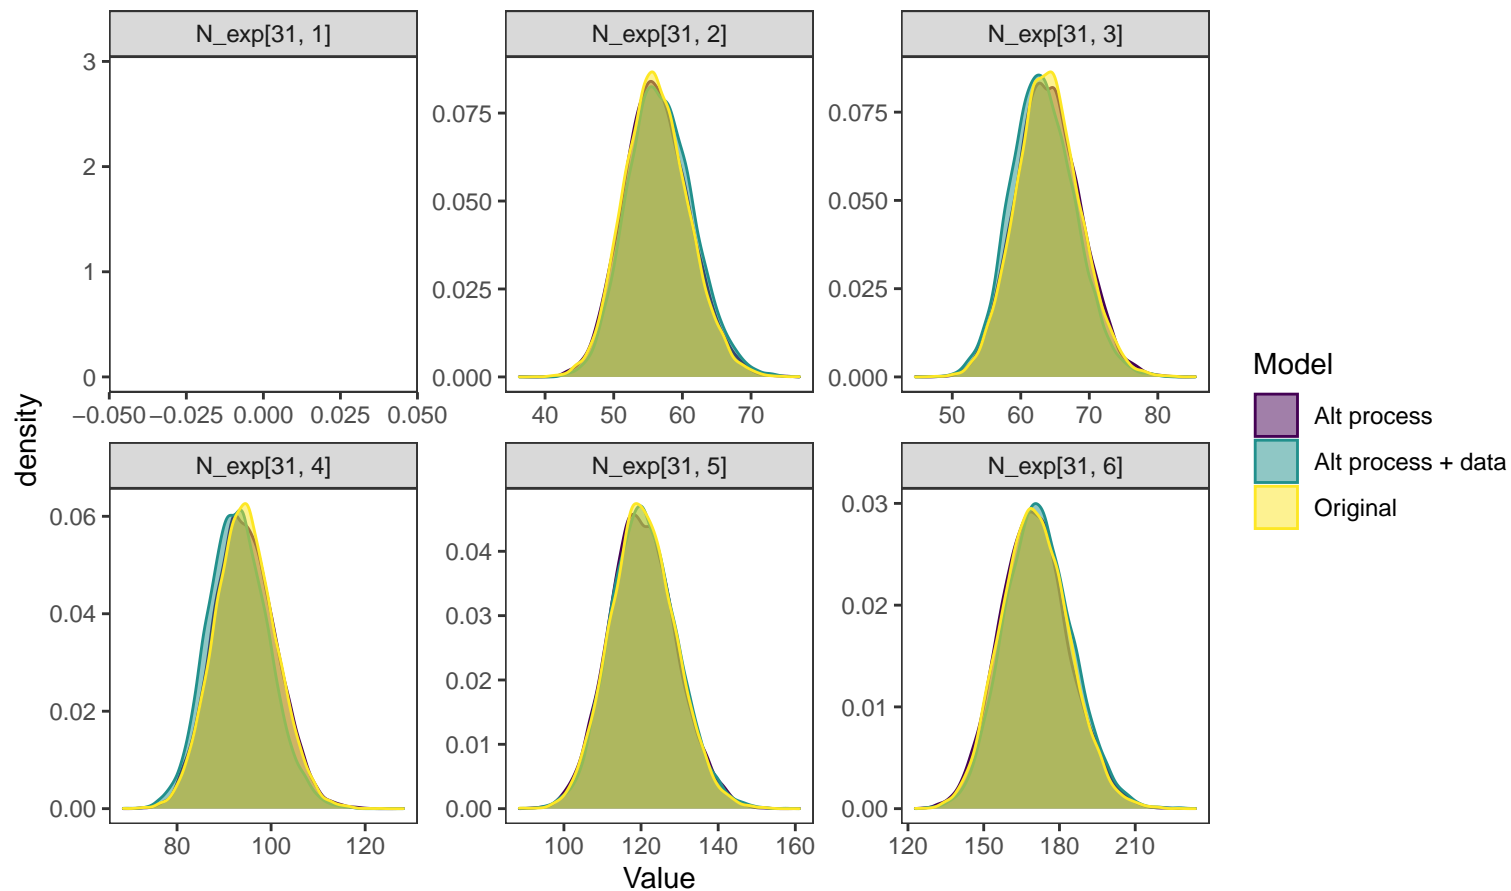 N_exp[31, 1]
N_exp[31, 2]
N_exp[31, 3]
3
2
1
0
0.075
0.050
0.025
0.000
0.075
0.050
0.025
0.000
−0.050 −0.025 0.000 0.025 0.050
40 50 60 70
50 60 70 80
N_exp[31, 4]
N_exp[31, 5]
N_exp[31, 6]
0.06
0.04
0.02
0.00
0.04
0.03
0.02
0.01
0.00
0.03
0.02
0.01
0.00
80 100 120
100 120 140 160
120 150 180 210
density
Value
Model
Alt process
Alt process + data
Original